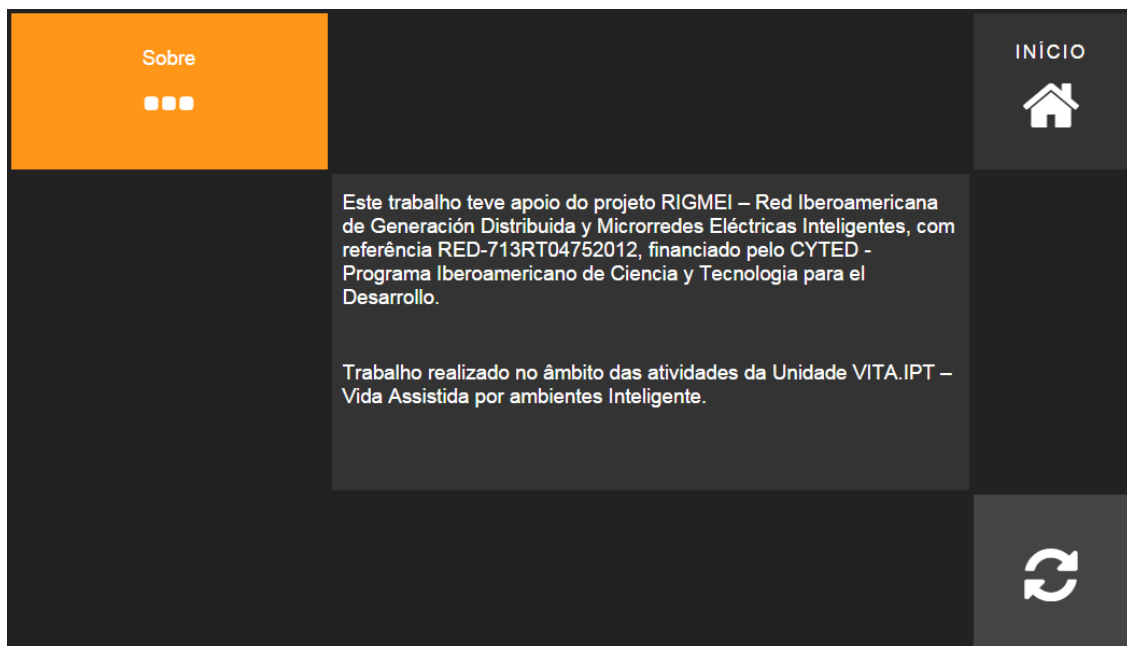 Sobre
INÍCIO
Este trabalho teve apoio do projeto RIGMEI – Red Iberoamericana
de Generación Distribuida y Microrredes Eléctricas Inteligentes, com
referência RED-713RT04752012, financiado pelo CYTED -
Programa Iberoamericano de Ciencia y Tecnologia para el
Desarrollo.
Trabalho realizado no âmbito das atividades da Unidade VITA.IPT –
Vida Assistida por ambientes Inteligente.